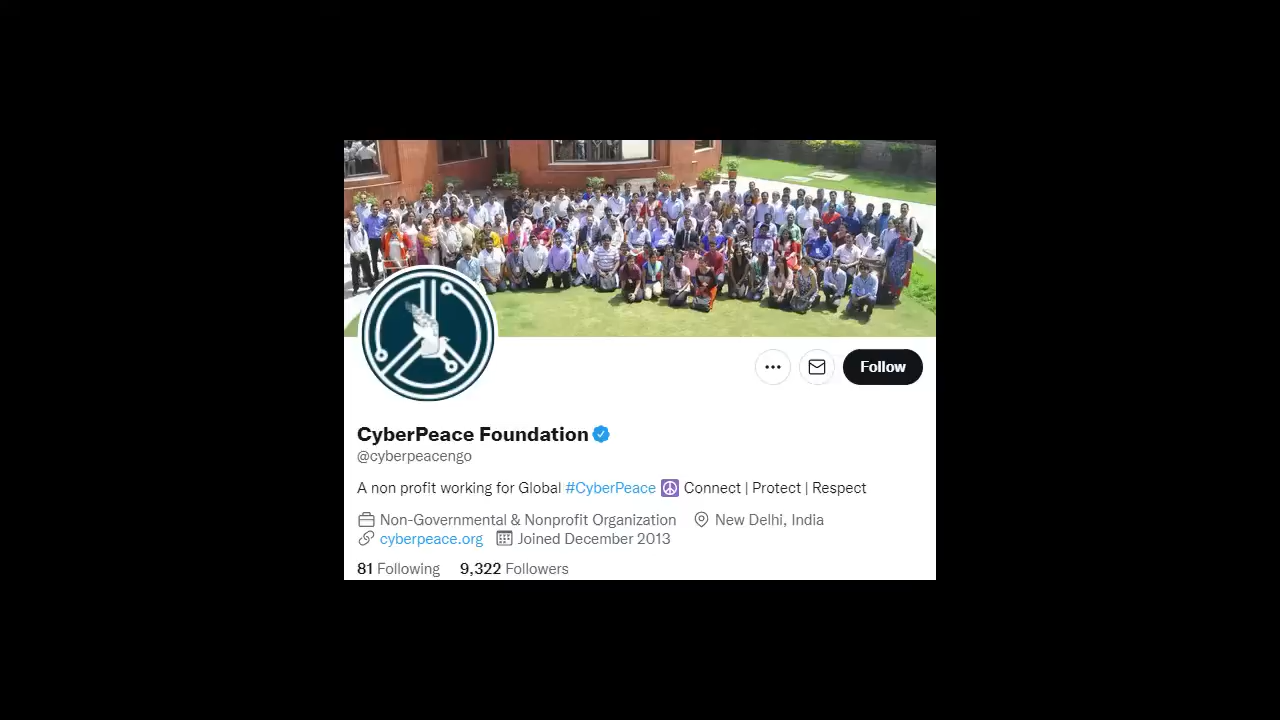 Follow
CyberPeace Foundation
@cyberpeacengo
A non profit working for Global #CyberPeace ☮ Connect | Protect | Respect
Non-Governmental & Nonprofit Organization New Delhi, India
cyberpeace.org Joined December 2013
81 Following 9,322 Followers